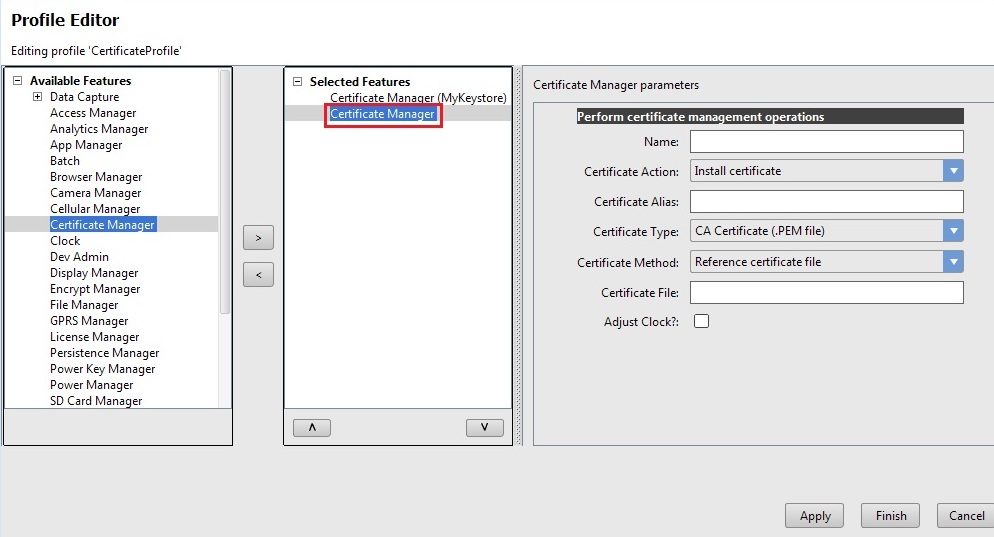 Profile Editor
Editing profile 'CertificateProfile'
Available Features
Data Capture
Access Manager
Analytics Manager
App Manager
Batch
Browser Manager
Camera Manager
Cellular Manager
Certificate Manager
Clock
Dev Admin
Display Manager
Encrypt Manager
File Manager
GPRS Manager
License Manager
Persistence Manager
Power Key Manager
Power Manager
SD Card Manager
>
<
Selected Features
Certificate Manager (MyKeystore)
Certificate Manager
Certificate Manager parameters
Perform certificate management operations
Name:
Certificate Action: Install certificate
Certificate Alias:
Certificate Type: CA Certificate (.PEM file)
Certificate Method: Reference certificate file
Certificate File:
Adjust Clock?:
Apply Finish Cancel